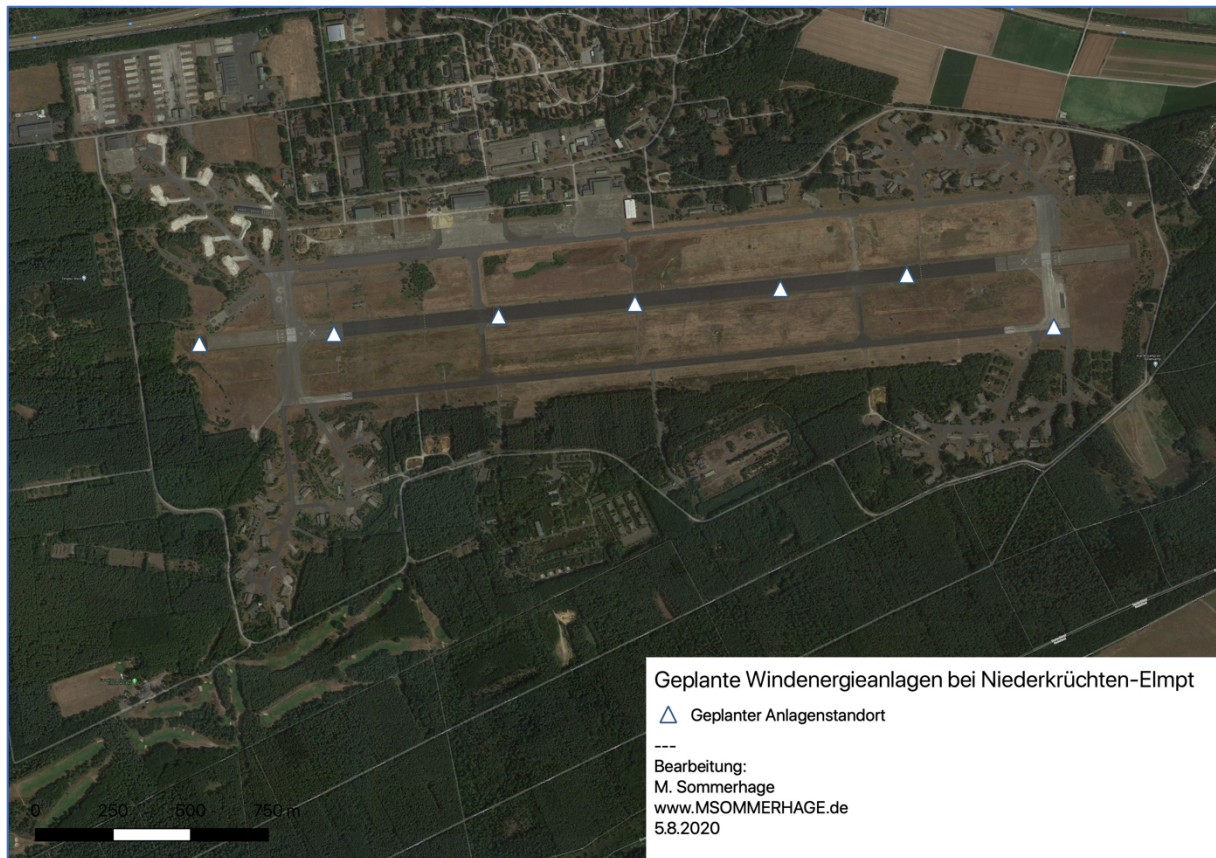 Geplante Windenergieanlagen bei Niederkrüchten-Elmpt
Geplanter Anlagenstandort
---
Bearbeitung:
M. Sommerhage
www.MSOMMERHAGE.de
5.8.2020
0 250 500 750 m